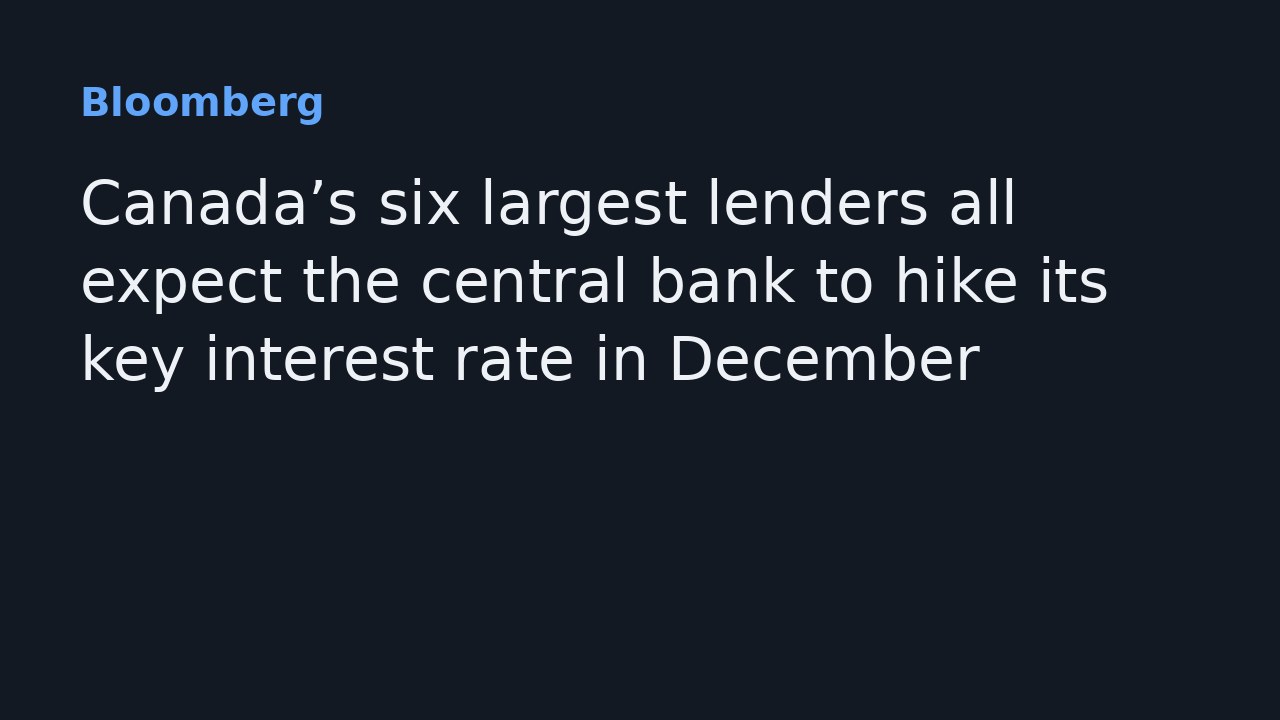 Bloomberg
Canada’s six largest lenders all
expect the central bank to hike its
key interest rate in December